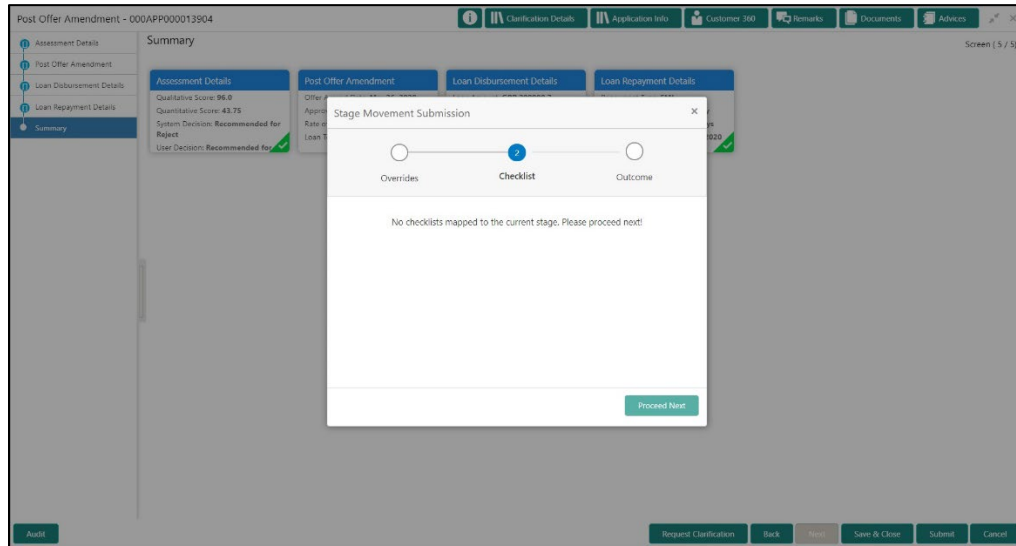 Post Offer Amendment - 000APP000013904
Clarification Details
Application Info
Customer 360
Remarks
Documents
Advices
Assessment Details
Post Offer Amendment
Loan Disbursement Details
Loan Repayment Details
Summary
Summary
Screen ( 5 / 5)
Assessment Details
Qualitative Score: 96.0
Quantitative Score: 43.75
System Decision: Recommended for
Reject
User Decision: Recommended for
Post Offer Amendment
Loan Disbursement Details
Loan Repayment Details
Stage Movement Submission
Overrides
2
Checklist
Outcome
No checklists mapped to the current stage. Please proceed next!
Proceed Next
Audit
Request Clarification
Back
Next
Save & Close
Submit
Cancel